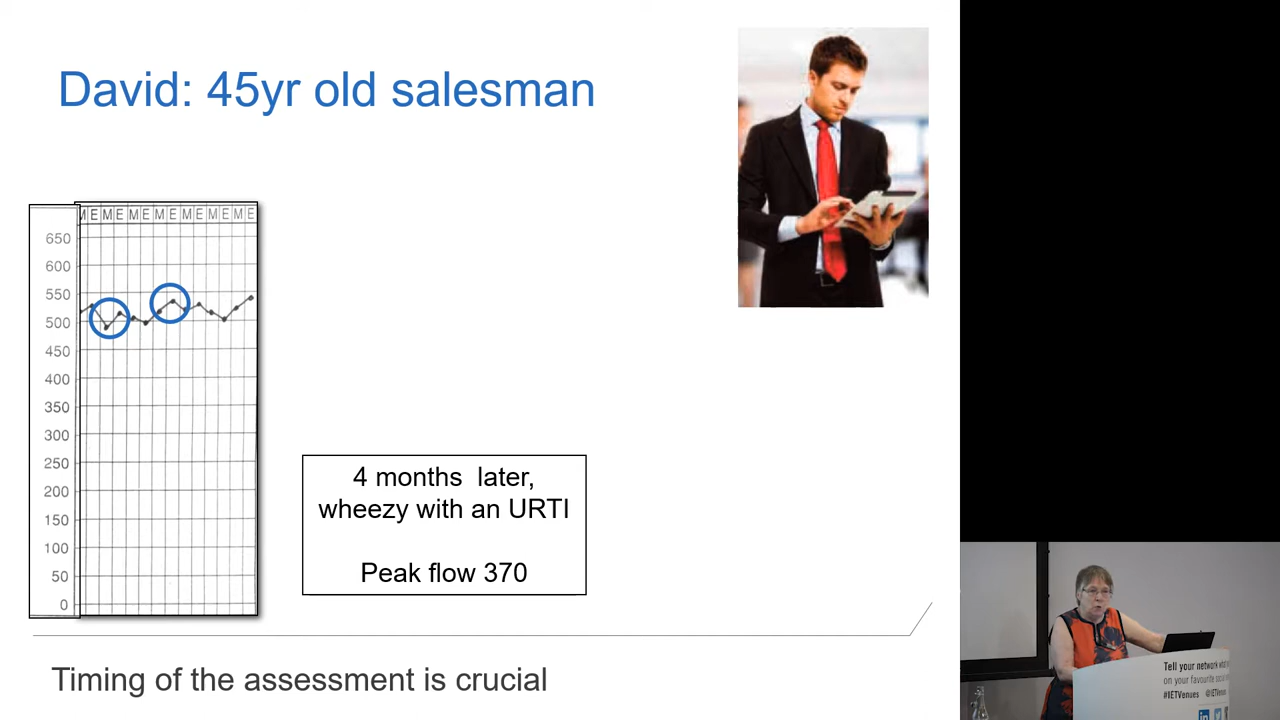 David: 45yr old salesman
M E M E M E M E M E M E M E
650
600
550
500
450
400
350
300
250
200
150
100
50
0
4 months later,
wheezy with an URTI
Peak flow 370
Timing of the assessment is crucial
Tell your network
on your favourite social
#IETVenues @IETVenues
in